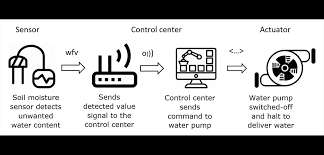 Sensor
Control center
Actuator
wfv
o))
<...>
Soil moisture
sensor detects
unwanted
water content
Sends
detected value
signal to the
control center
Control center
sends
command to
water pump
Water pump
switched-off
and halt to
deliver water